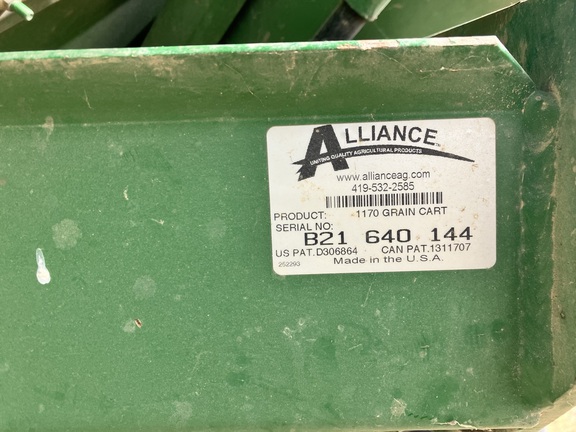 ALLIANCE™
UNITING QUALITY AGRICULTURAL PRODUCTS
www.allianceag.com
419-532-2585
PRODUCT: 1170 GRAIN CART
SERIAL NO:
B21 640 144
US PAT.D306864 CAN PAT.1311707
252293 Made in the U.S.A.